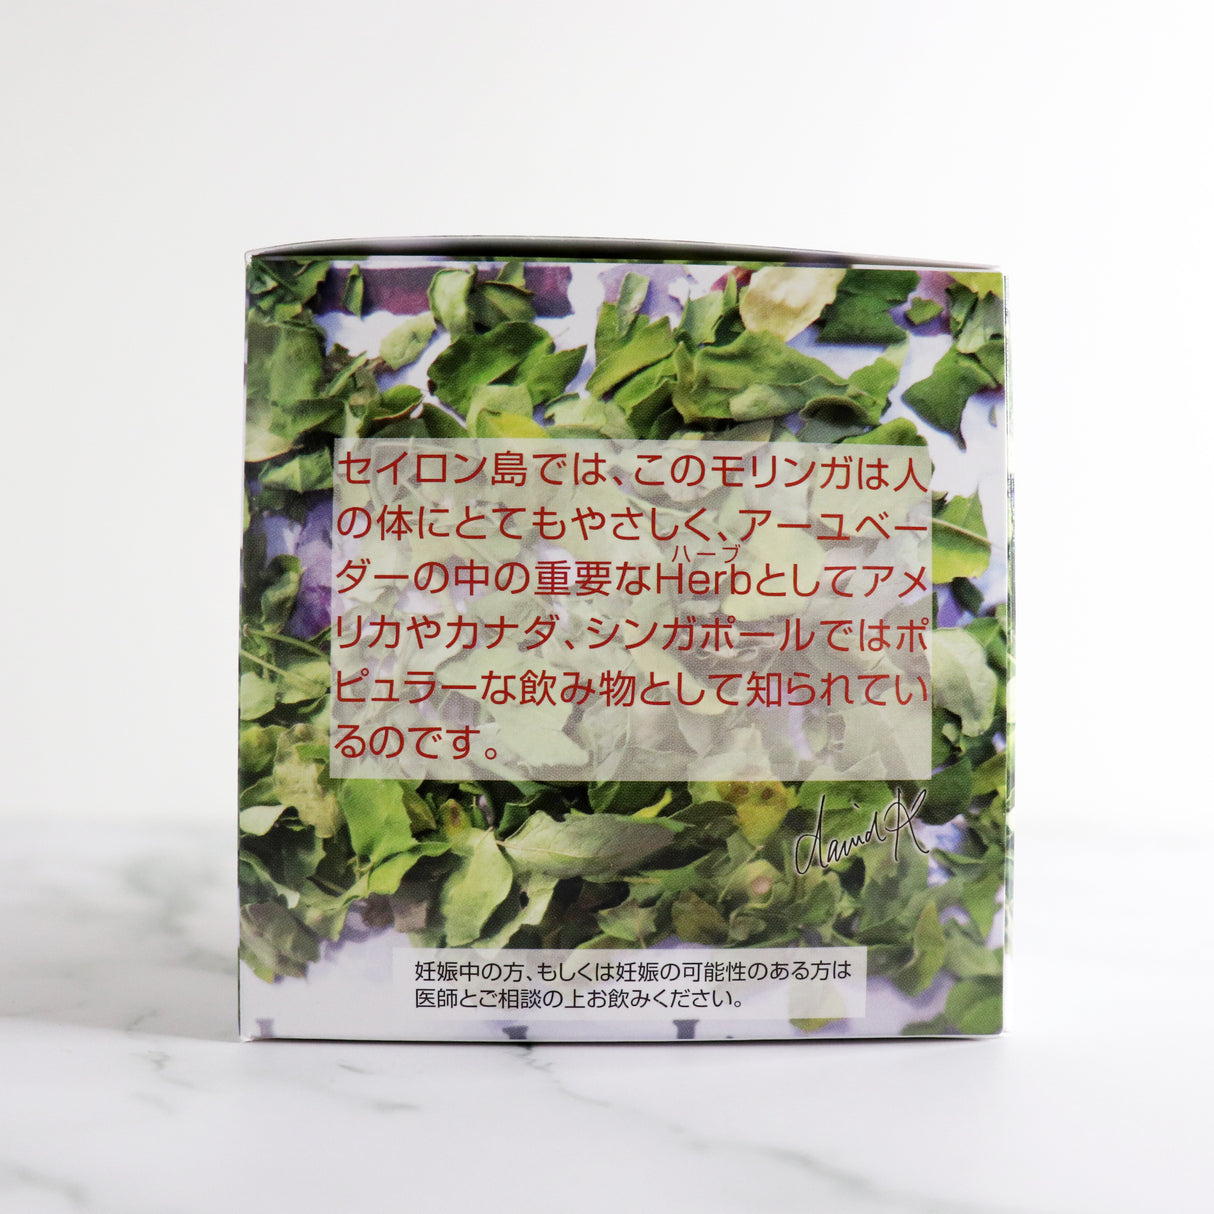 セイロン島では、このモリンガは人
の体にとてもやさしく、アーユベー
ハーブ
ダーの中の重要なHerbとしてアメ
リカやカナダ、シンガポールではポ
ピュラーな飲み物として知られてい
るのです。
david K
妊娠中の方、もしくは妊娠の可能性のある方は
医師とご相談の上お飲みください。